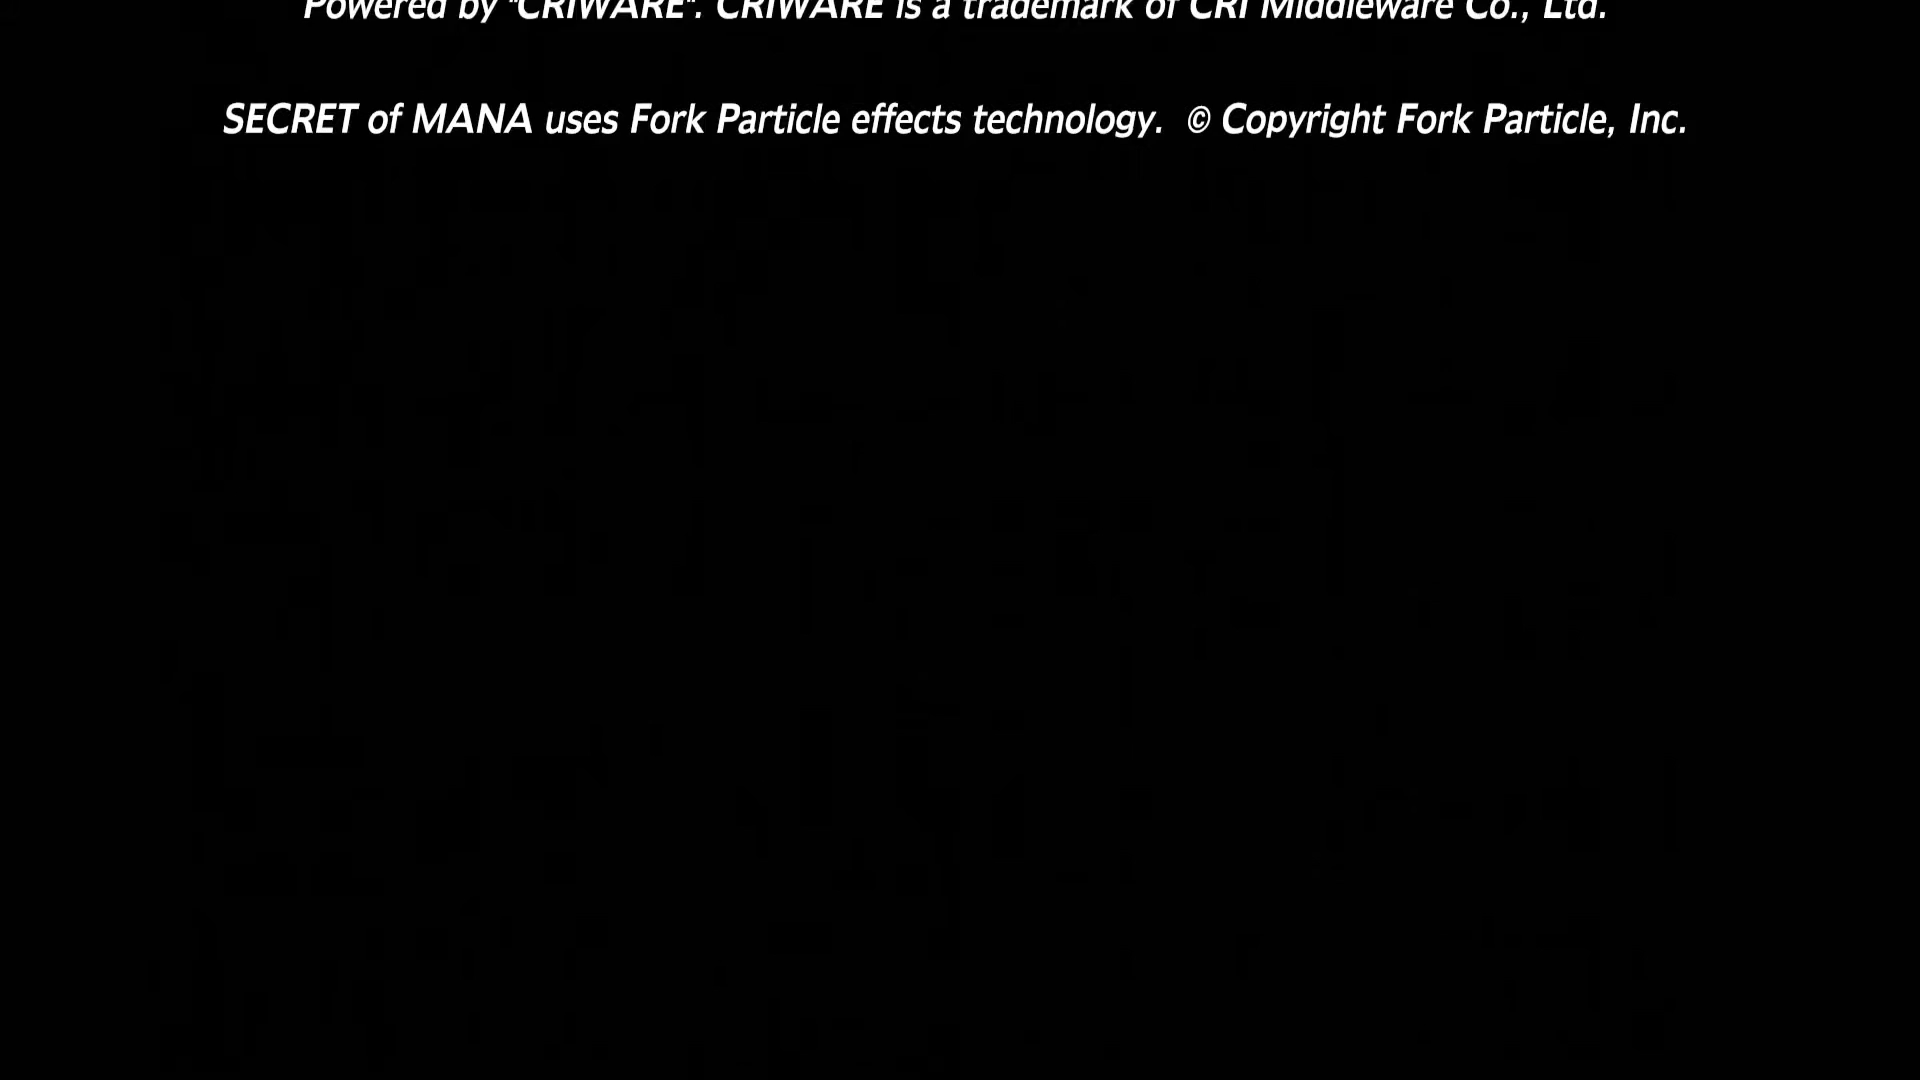 Powered by "CRIWARE". CRIWARE is a trademark of CRI Middleware Co., Ltd.
SECRET of MANA uses Fork Particle effects technology.  © Copyright Fork Particle, Inc.